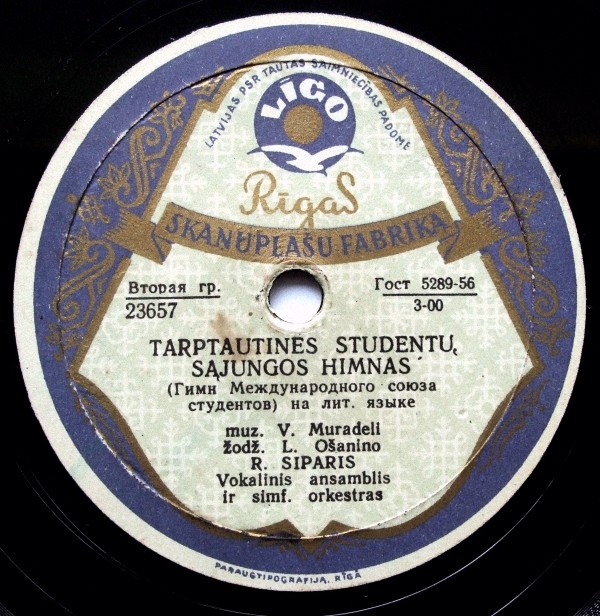 LATVIJAS PSR TAUTAS SAIMNIECĪBAS PADOME
LĪGO
Rīgas
SKAŅUPLAŠU FABRIKA
Вторая гр.
23657
Гост 5289-56
3-00
TARPTAUTINĖS STUDENTŲ
SĄJUNGOS HIMNAS
(Гимн Международного союза
студентов) на лит. языке
muz. V. Muradeli
žodž. L. Ošanino
R. SIPARIS
Vokalinis ansamblis
ir simf. orkestras
PARAUGTIPOGRAFIJA, RĪGĀ